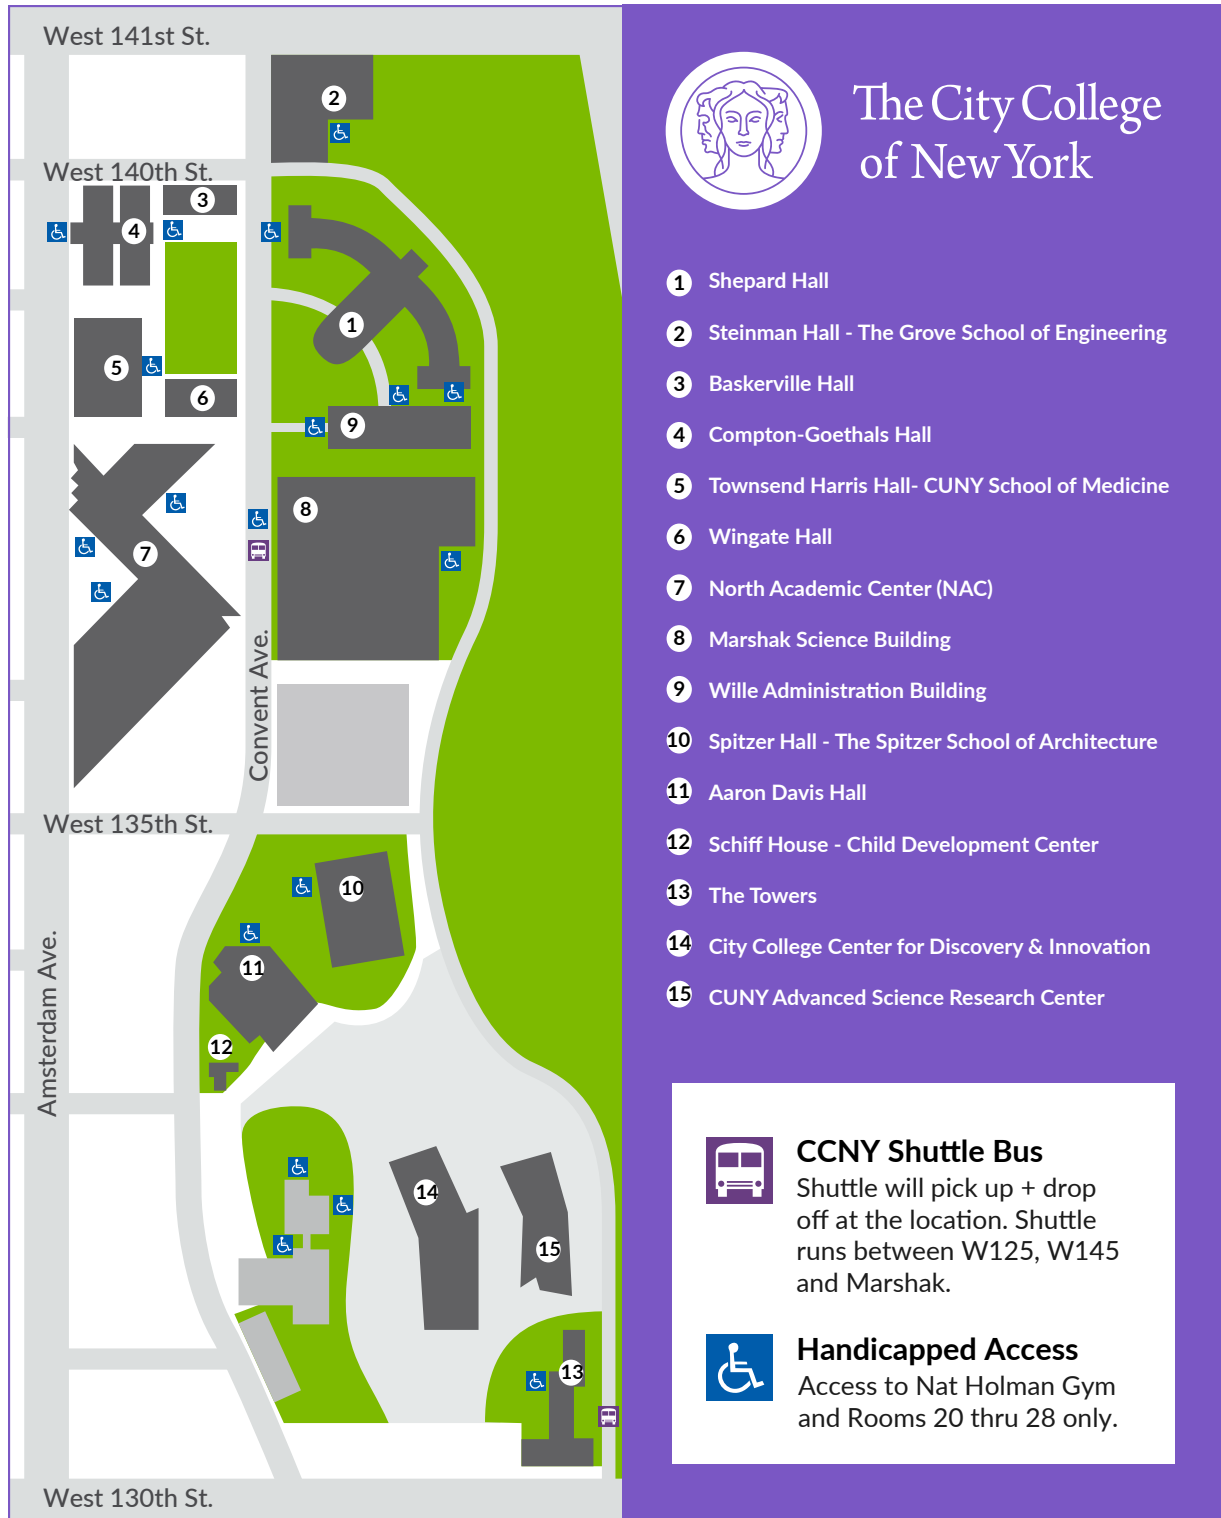 West 141st St.
2
West 140th St.
3
4
1
5
6
9
8
7
Convent Ave.
West 135th St.
10
11
Amsterdam Ave.
12
14
15
13
West 130th St.
The City College
of New York
1 Shepard Hall
2 Steinman Hall - The Grove School of Engineering
3 Baskerville Hall
4 Compton-Goethals Hall
5 Townsend Harris Hall- CUNY School of Medicine
6 Wingate Hall
7 North Academic Center (NAC)
8 Marshak Science Building
9 Wille Administration Building
10 Spitzer Hall - The Spitzer School of Architecture
11 Aaron Davis Hall
12 Schiff House - Child Development Center
13 The Towers
14 City College Center for Discovery & Innovation
15 CUNY Advanced Science Research Center
CCNY Shuttle Bus
Shuttle will pick up + drop
off at the location. Shuttle
runs between W125, W145
and Marshak.
Handicapped Access
Access to Nat Holman Gym
and Rooms 20 thru 28 only.